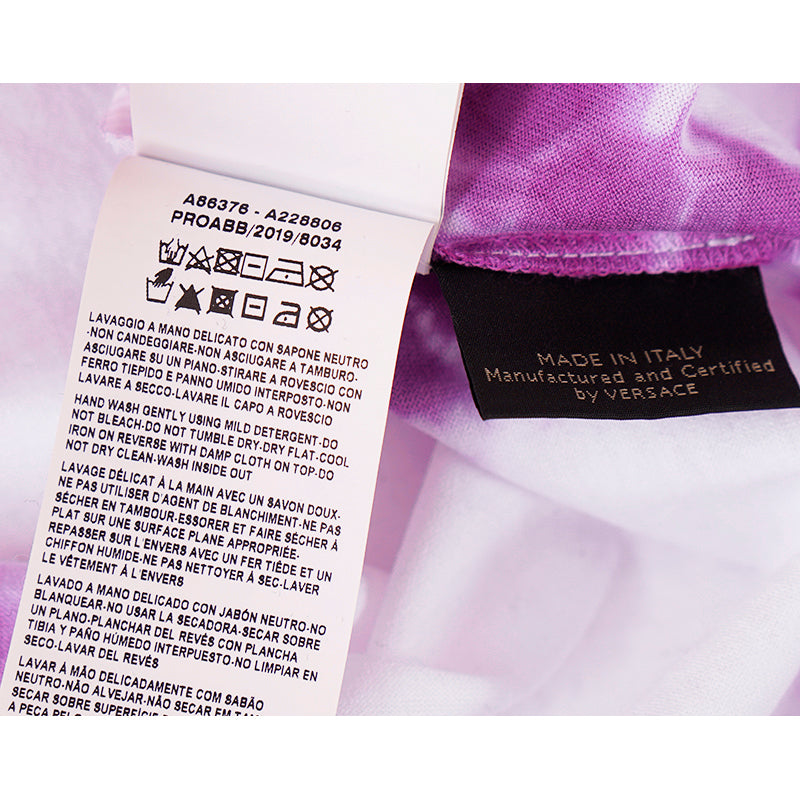 A86376 - A228806
PROABB/2019/8034
LAVAGGIO A MANO DELICATO CON SAPONE NEUTRO
-NON CANDEGGIARE-NON ASCIUGARE A TAMBURO-
ASCIUGARE SU UN PIANO-STIRARE A ROVESCIO CON
FERRO TIEPIDO E PANNO UMIDO INTERPOSTO-NON
LAVARE A SECCO-LAVARE IL CAPO A ROVESCIO
HAND WASH GENTLY USING MILD DETERGENT-DO
NOT BLEACH-DO NOT TUMBLE DRY-DRY FLAT-COOL
IRON ON REVERSE WITH DAMP CLOTH ON TOP-DO
NOT DRY CLEAN-WASH INSIDE OUT
LAVAGE DÉLICAT À LA MAIN AVEC UN SAVON DOUX-
NE PAS UTILISER D'AGENT DE BLANCHIMENT-NE PAS
SÉCHER EN TAMBOUR-ESSORER ET FAIRE SÉCHER À
PLAT SUR UNE SURFACE PLANE APPROPRIÉE-
REPASSER SUR L'ENVERS AVEC UN FER TIÉDE ET UN
CHIFFON HUMIDE-NE PAS NETTOYER À SEC-LAVER
LE VÊTEMENT À L'ENVERS
LAVADO A MANO DELICADO CON JABÓN NEUTRO-NO
BLANQUEAR-NO USAR LA SECADORA-SECAR SOBRE
UN PLANO-PLANCHAR DEL REVÉS CON PLANCHA
TIBIA Y PAÑO HÚMEDO INTERPUESTO-NO LIMPIAR EN
SECO-LAVAR DEL REVÉS
LAVAR À MÃO DELICADAMENTE COM SABÃO
NEUTRO-NÃO ALVEJAR-NÃO SECAR EM
SECAR SOBRE
A PEÇA
MADE IN ITALY
Manufactured and Certified
by VERSACE